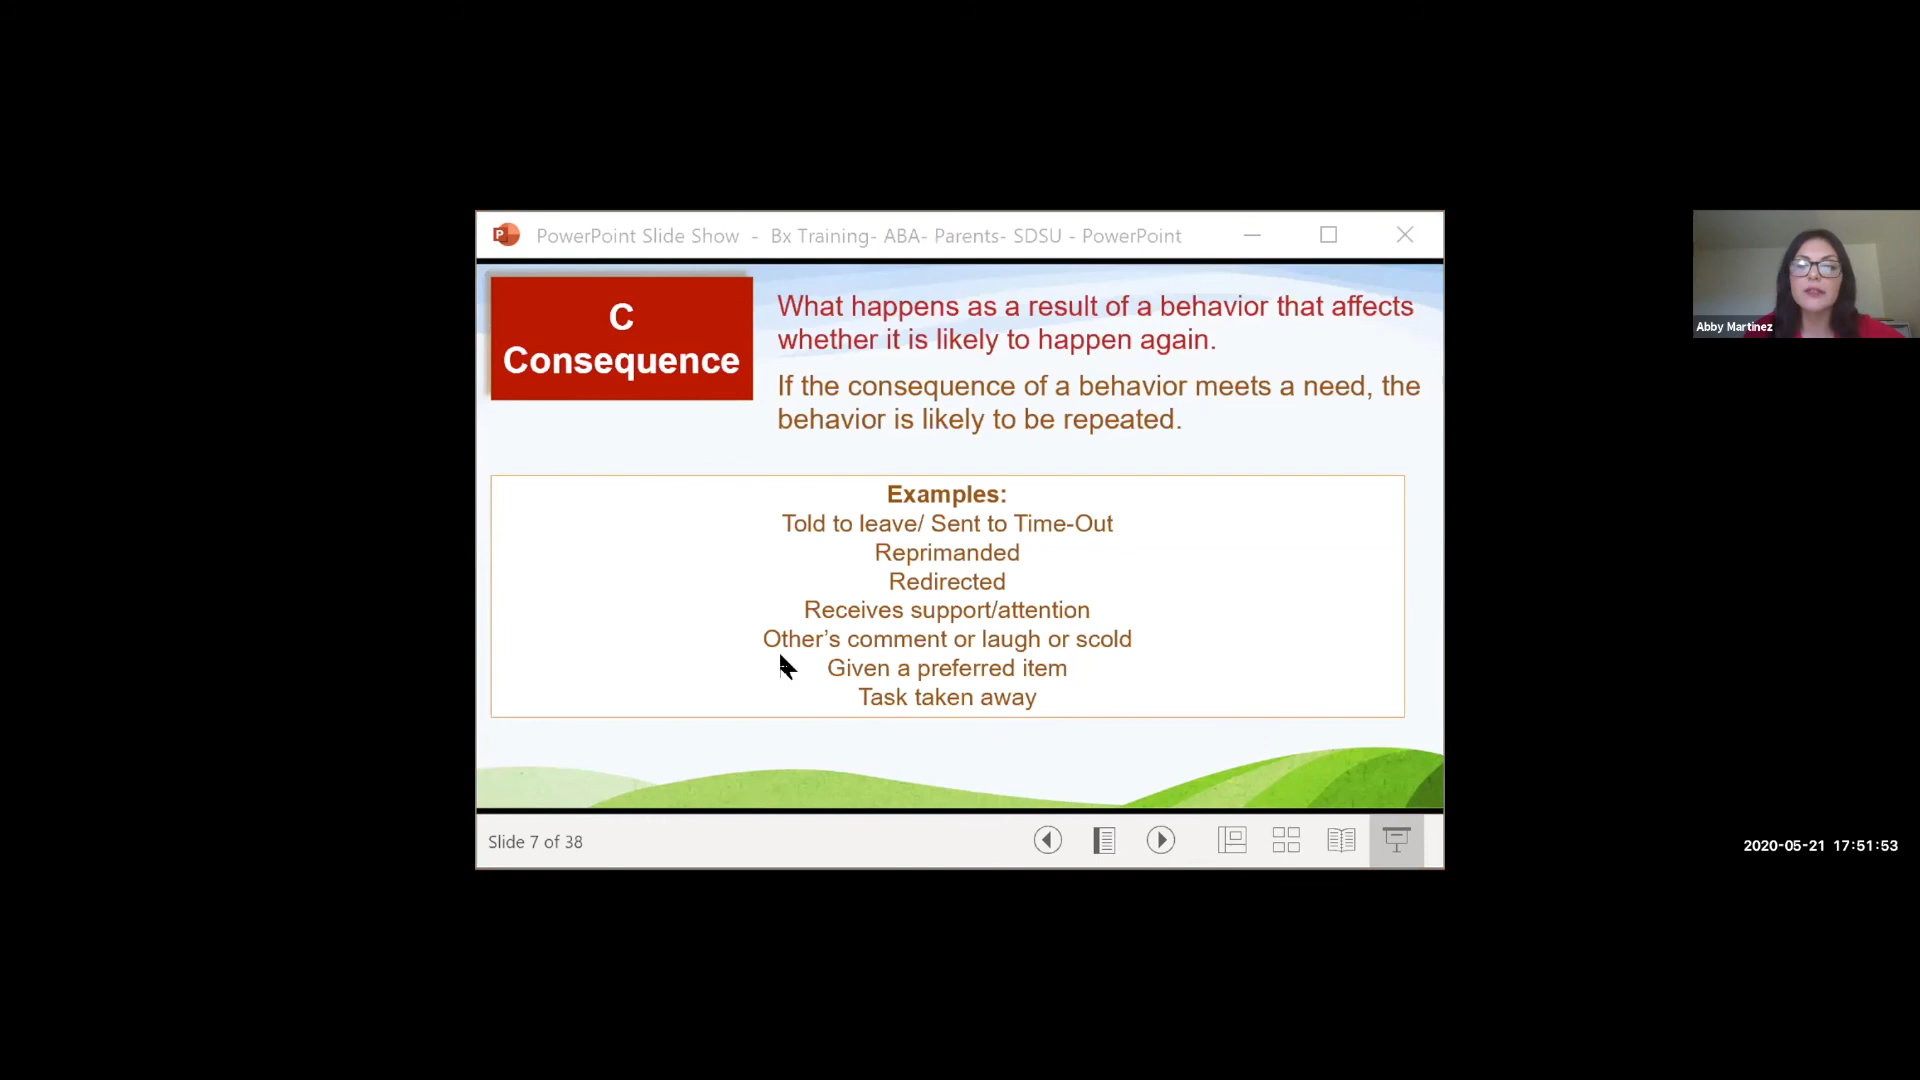 PowerPoint Slide Show - Bx Training- ABA- Parents- SDSU - PowerPoint
C
Consequence
What happens as a result of a behavior that affects
whether it is likely to happen again.
If the consequence of a behavior meets a need, the
behavior is likely to be repeated.
Examples:
Told to leave/ Sent to Time-Out
Reprimanded
Redirected
Receives support/attention
Other’s comment or laugh or scold
Given a preferred item
Task taken away
Slide 7 of 38
Abby Martinez
2020-05-21 17:51:53